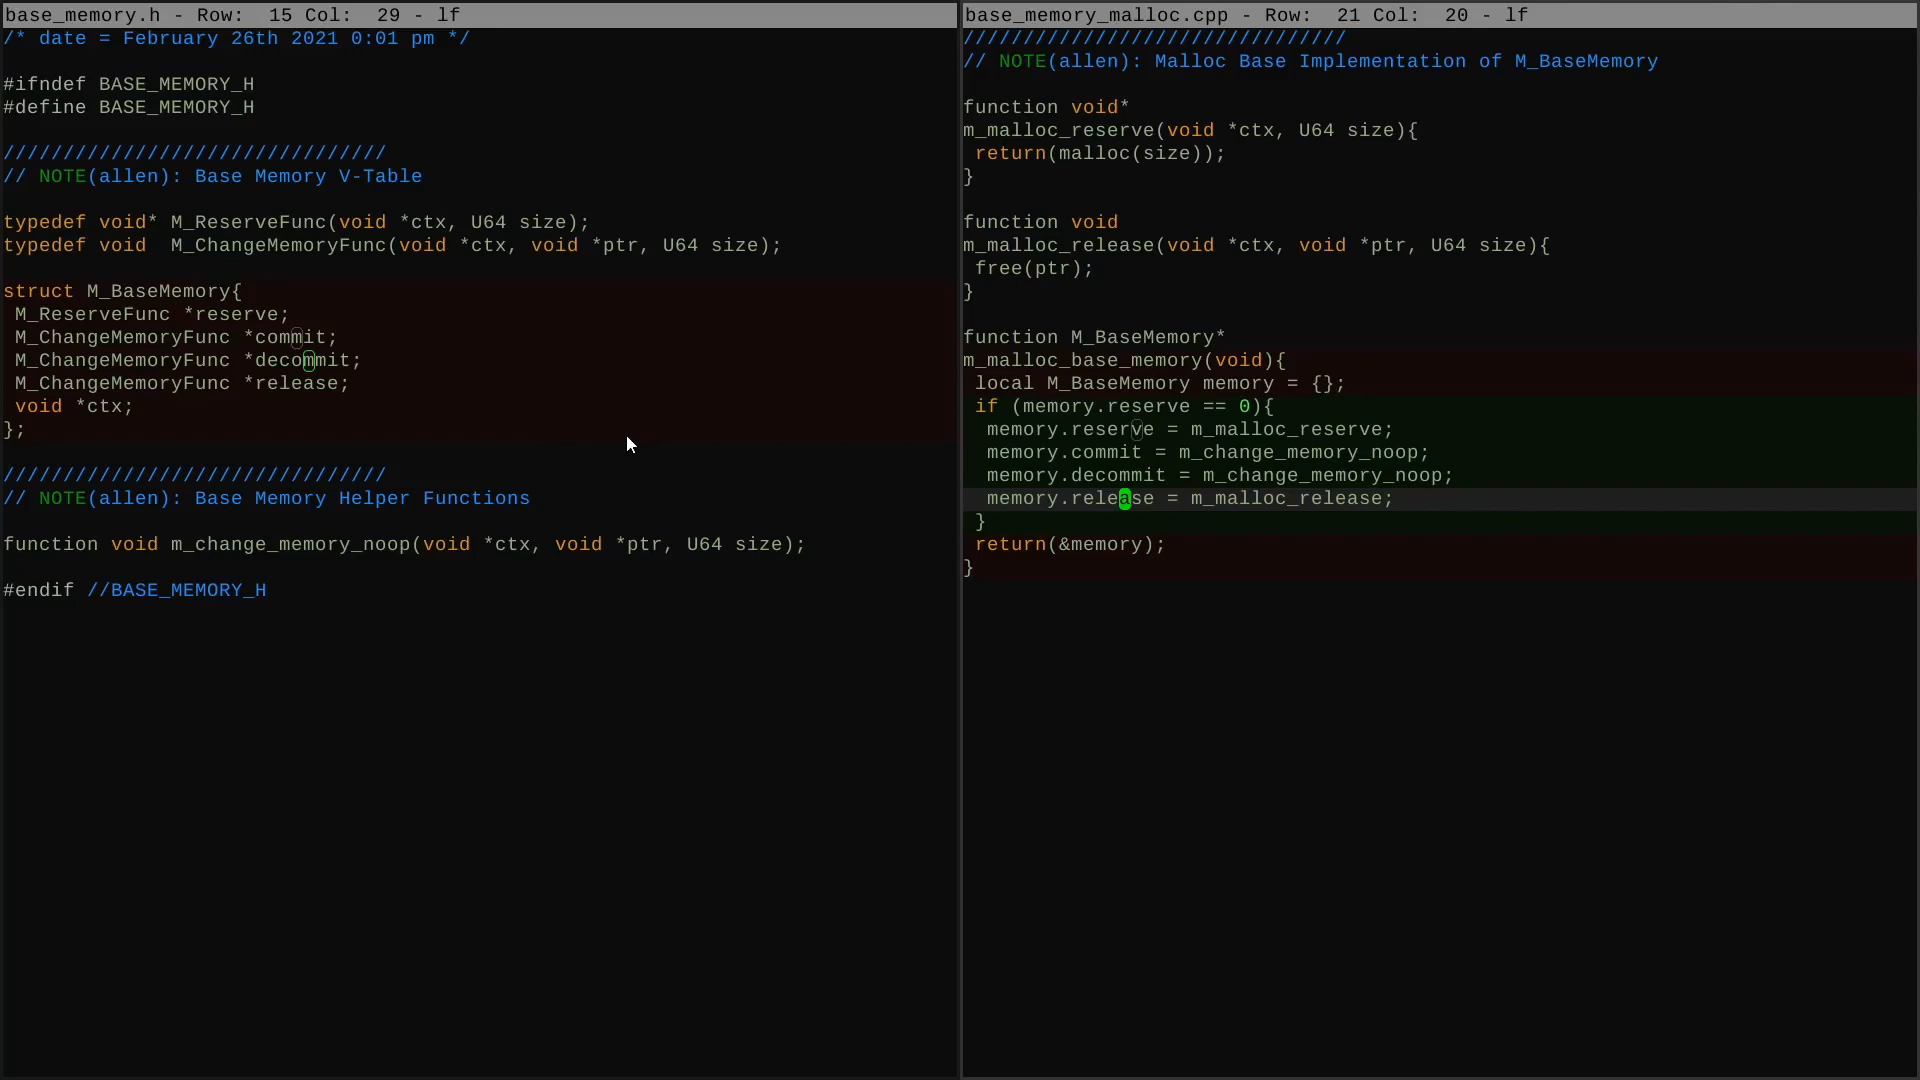 base_memory.h - Row:  15 Col:  29 - lf
/* date = February 26th 2021 0:01 pm */
#ifndef BASE_MEMORY_H
#define BASE_MEMORY_H
////////////////////////////////
// NOTE(allen): Base Memory V-Table
typedef void* M_ReserveFunc(void *ctx, U64 size);
typedef void  M_ChangeMemoryFunc(void *ctx, void *ptr, U64 size);
struct M_BaseMemory{
 M_ReserveFunc *reserve;
 M_ChangeMemoryFunc *commit;
 M_ChangeMemoryFunc *decommit;
 M_ChangeMemoryFunc *release;
 void *ctx;
};
////////////////////////////////
// NOTE(allen): Base Memory Helper Functions
function void m_change_memory_noop(void *ctx, void *ptr, U64 size);
#endif //BASE_MEMORY_H
base_memory_malloc.cpp - Row:  21 Col:  20 - lf
////////////////////////////////
// NOTE(allen): Malloc Base Implementation of M_BaseMemory
function void*
m_malloc_reserve(void *ctx, U64 size){
 return(malloc(size));
}
function void
m_malloc_release(void *ctx, void *ptr, U64 size){
 free(ptr);
}
function M_BaseMemory*
m_malloc_base_memory(void){
 local M_BaseMemory memory = {};
 if (memory.reserve == 0){
  memory.reserve = m_malloc_reserve;
  memory.commit = m_change_memory_noop;
  memory.decommit = m_change_memory_noop;
  memory.release = m_malloc_release;
 }
 return(&memory);
}